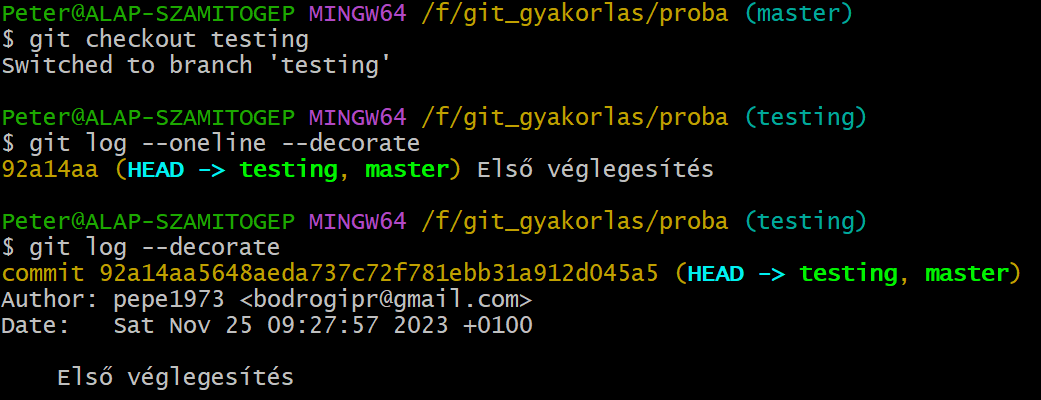 Peter@ALAP-SZAMITOGEP MINGW64 /f/git_gyakorlas/proba (master)
$ git checkout testing
Switched to branch 'testing'
Peter@ALAP-SZAMITOGEP MINGW64 /f/git_gyakorlas/proba (testing)
$ git log --oneline --decorate
92a14aa (HEAD -> testing, master) Első véglegesítés
Peter@ALAP-SZAMITOGEP MINGW64 /f/git_gyakorlas/proba (testing)
$ git log --decorate
commit 92a14aa5648aeda737c72f781ebb31a912d045a5 (HEAD -> testing, master)
Author: pepe1973 <bodrogipr@gmail.com>
Date:   Sat Nov 25 09:27:57 2023 +0100
    Első véglegesítés